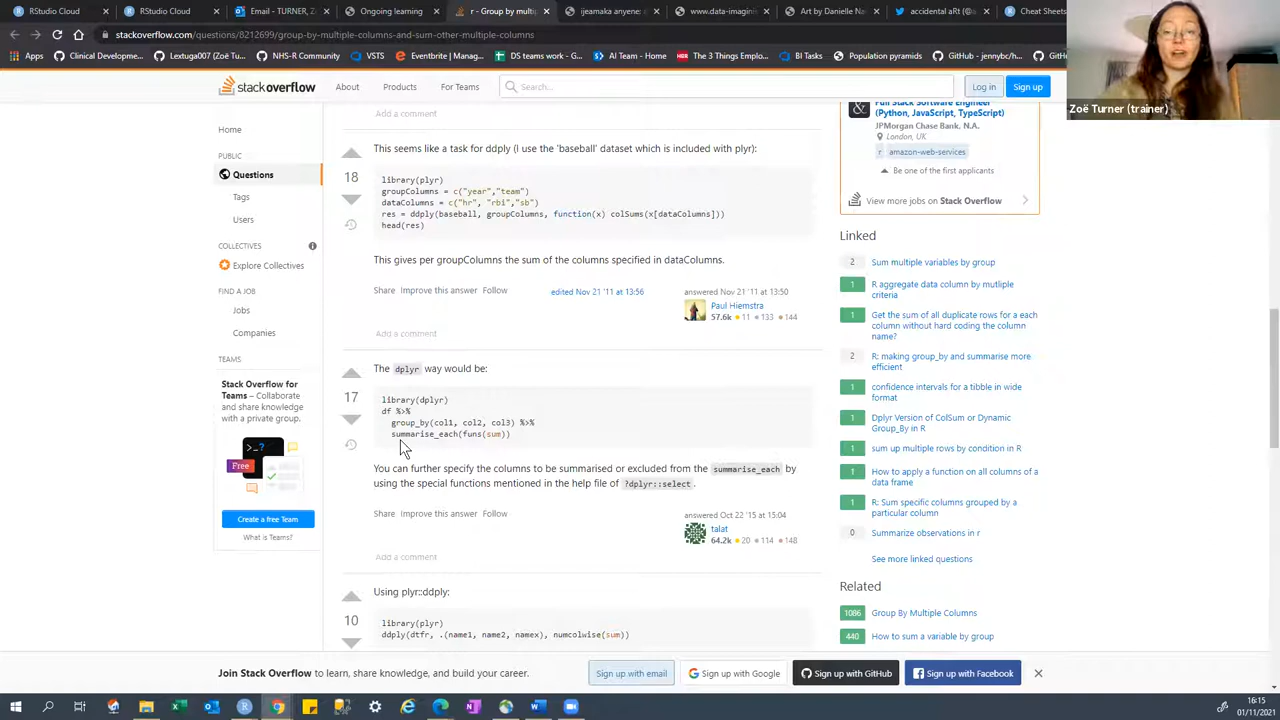 RStudio Cloud
RStudio Cloud
Email - TURNER, Z
Ongoing learning
r - Group by multip
ijeamaka anyene:
www.data-imagin
Art by Danielle Na
accidental aRt (@
Cheat Sheets
stackoverflow.com/questions/8212699/group-by-multiple-columns-and-sum-other-multiple-columns
Clinical Developmen...
Lextuga007 (Zoë Tu...
NHS-R Community
VSTS
Eventbrite | MoreTh...
DS teams work - G...
AI Team - Home
The 3 Things Emplo...
BI Tasks
Population pyramids
GitHub - jennybc/ho...
GitH
Zoë Turner (trainer)
stackoverflow
About
Products
For Teams
Search...
Log in
Sign up
Home
PUBLIC
Questions
Tags
Users
COLLECTIVES
Explore Collectives
FIND A JOB
Jobs
Companies
TEAMS
Stack Overflow for
Teams – Collaborate
and share knowledge
with a private group.
Free
Create a free Team
What is Teams?
Add a comment
18
This seems like a task for ddply (I use the 'baseball' dataset which is included with plyr):
library(plyr)
groupColumns = c("year","team")
dataColumns = c("hr", "rbi","sb")
res = ddply(baseball, groupColumns, function(x) colSums(x[dataColumns]))
head(res)
This gives per groupColumns the sum of the columns specified in dataColumns.
Share Improve this answer Follow
edited Nov 21 '11 at 13:56
answered Nov 21 '11 at 13:50
Paul Hiemstra
57.6k 11 133 144
Add a comment
17
The dplyr way would be:
library(dplyr)
df %>%
group_by(col1, col2, col3) %>%
summarise_each(funs(sum))
You can further specify the columns to be summarised or excluded from the summarise_each by
using the special functions mentioned in the help file of ?dplyr::select.
Share Improve this answer Follow
answered Oct 22 '15 at 15:04
talat
64.2k 20 114 148
Add a comment
10
Using plyr::ddply:
library(plyr)
ddply(dtfr, .(name1, name2, namex), numcolwise(sum))
Full Stack Software Engineer
(Python, JavaScript, TypeScript)
JPMorgan Chase Bank, N.A.
London, UK
r amazon-web-services
Be one of the first applicants
View more jobs on Stack Overflow
Linked
2 Sum multiple variables by group
1 R aggregate data column by mutliple
criteria
1 Get the sum of all duplicate rows for a each
column without hard coding the column
name?
2 R: making group_by and summarise more
efficient
1 confidence intervals for a tibble in wide
format
1 Dplyr Version of ColSum or Dynamic
Group_By in R
1 sum up multiple rows by condition in R
1 How to apply a function on all columns of a
data frame
1 R: Sum specific columns grouped by a
particular column
0 Summarize observations in r
See more linked questions
Related
1086 Group By Multiple Columns
440 How to sum a variable by group
Join Stack Overflow to learn, share knowledge, and build your career.
Sign up with email
Sign up with Google
Sign up with GitHub
Sign up with Facebook
16:15
01/11/2021